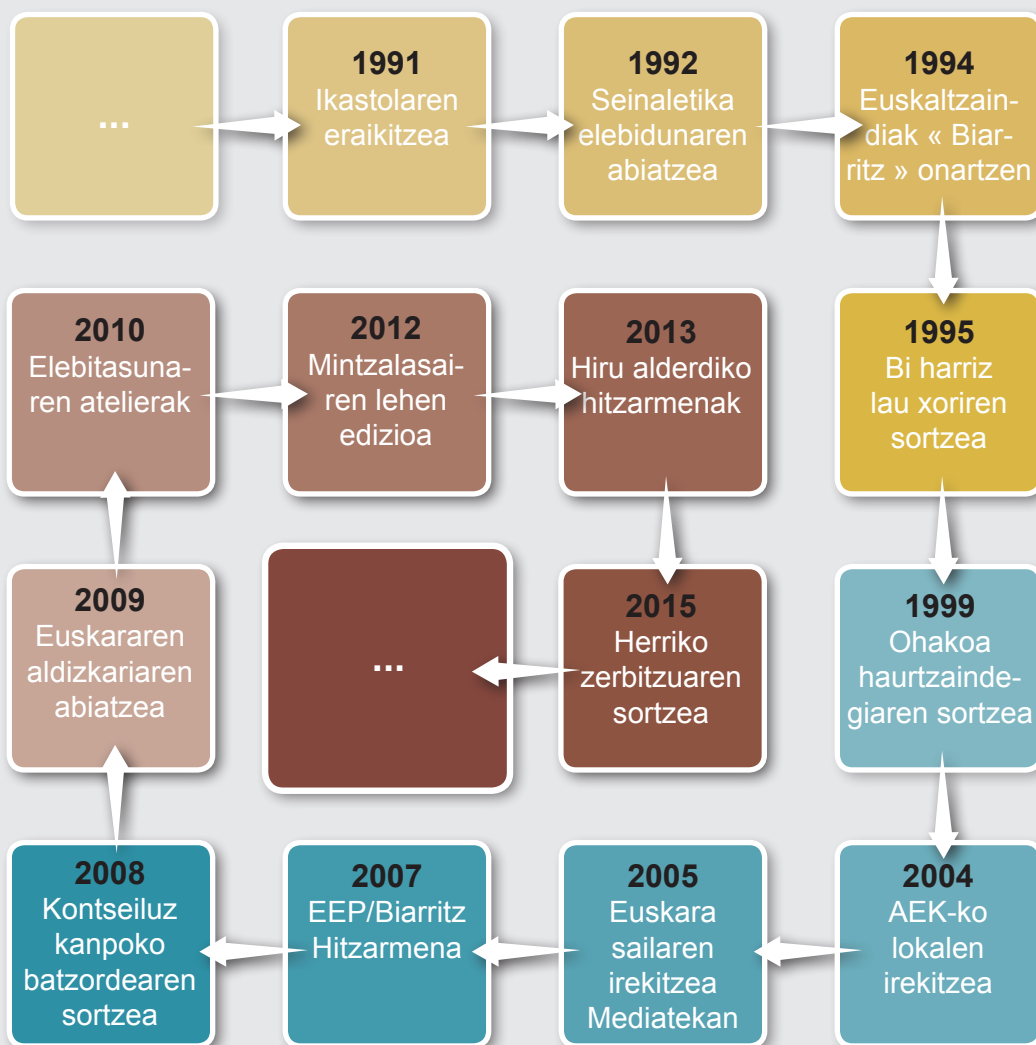 ...
1991
Ikastolaren
eraikitzea
1992
Seinaletika
elebidunaren
abiatzea
1994
Euskaltzain-
diak « Biar-
ritz » onartzen
1995
Bi harriz
lau xoriren
sortzea
1999
Ohakoa
haurtzainde-
giaren sortzea
2004
AEK-ko
lokalen
irekitzea
2005
Euskara
sailaren
irekitzea
Mediatekan
2007
EEP/Biarritz
Hitzarmena
2008
Kontseiluz
kanpoko
batzordearen
sortzea
2009
Euskararen
aldizkariaren
abiatzea
2010
Elebitasuna-
ren atelierak
2012
Mintzalasai-
ren lehen
edizioa
2013
Hiru alderdiko
hitzarmenak
2015
Herriko
zerbitzuaren
sortzea
...